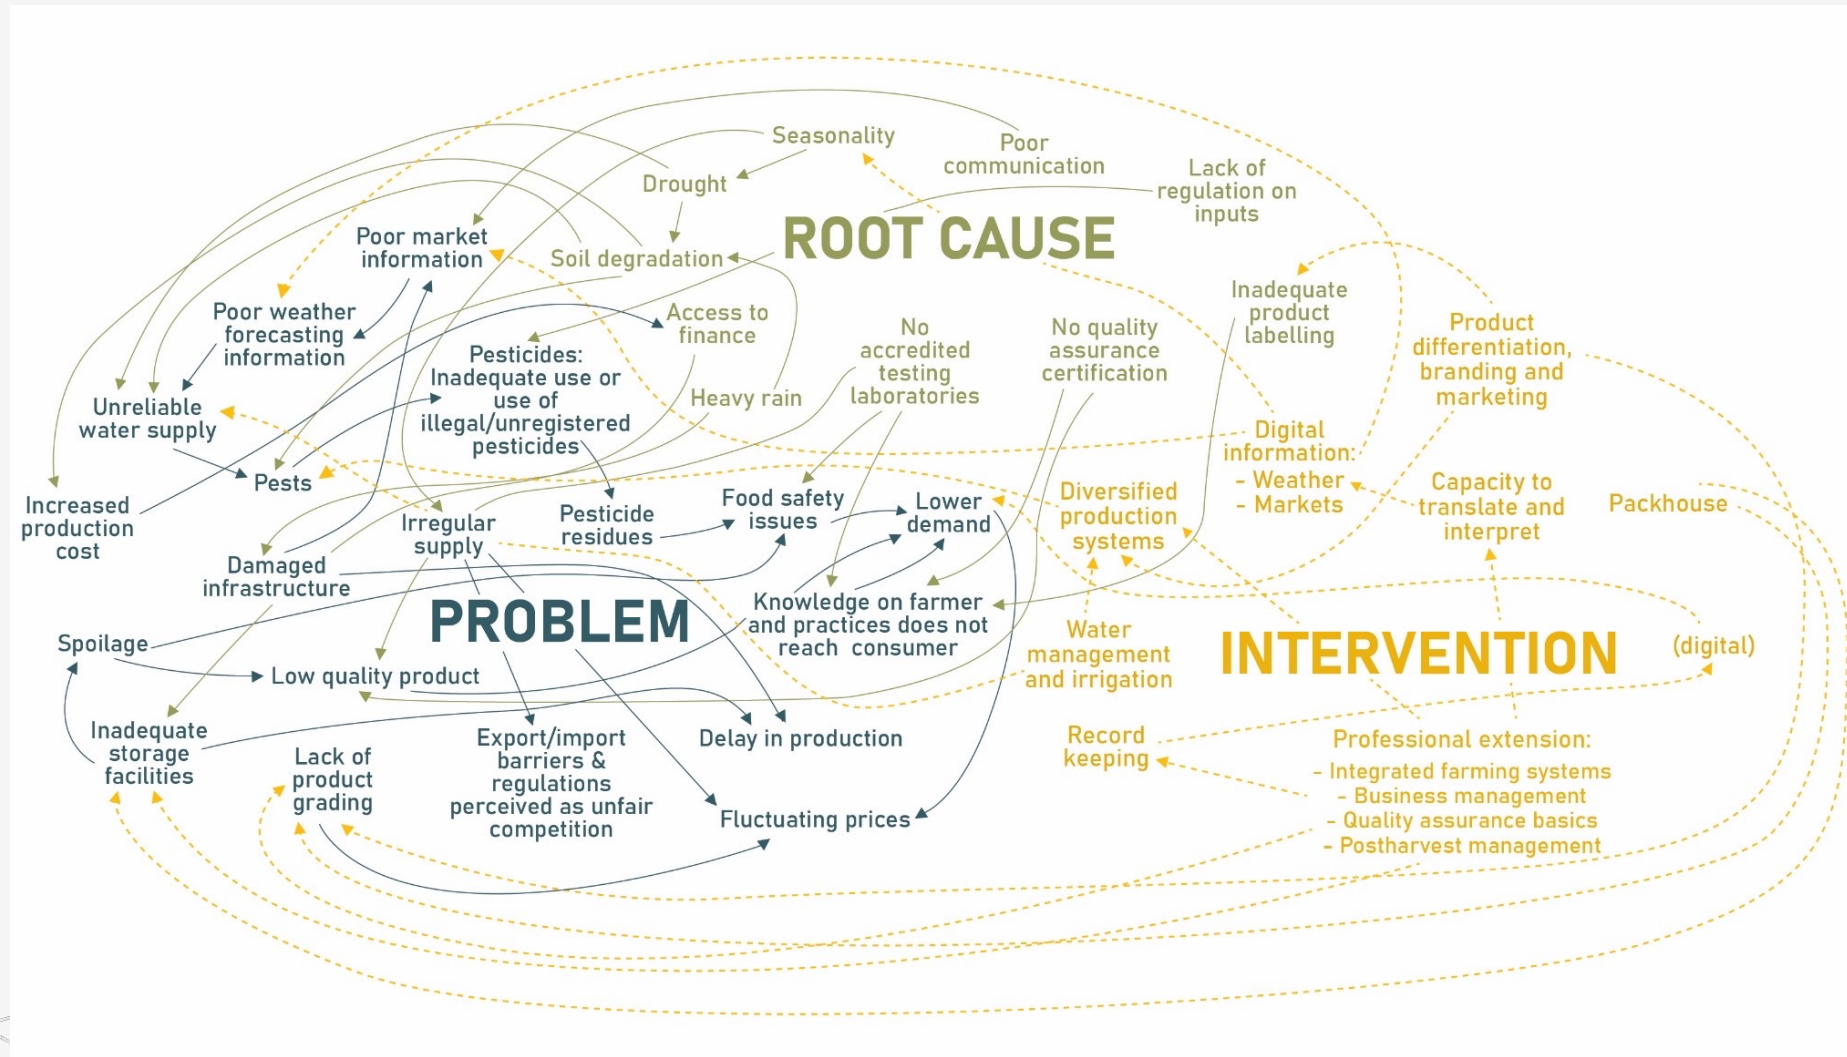 Seasonality
Poor
communication
Lack of
regulation on
inputs
Drought
ROOT CAUSE
Poor market
information
Soil degradation
Inadequate
product
labelling
Poor weather
forecasting
information
Access to
finance
No
accredited
testing
laboratories
No quality
assurance
certification
Product
differentiation,
branding and
marketing
Pesticides:
Inadequate use or
use of
illegal/unregistered
pesticides
Heavy rain
Unreliable
water supply
Digital
information:
- Weather
- Markets
Pests
Increased
production
cost
Irregular
supply
Pesticide
residues
Food safety
issues
Lower
demand
Diversified
production
systems
Capacity to
translate and
interpret
Packhouse
Damaged
infrastructure
PROBLEM
Knowledge on farmer
and practices does not
reach consumer
Water
management
and irrigation
INTERVENTION
(digital)
Spoilage
Low quality product
Inadequate
storage
facilities
Lack of
product
grading
Export/import
barriers &
regulations
perceived as unfair
competition
Delay in production
Fluctuating prices
Record
keeping
Professional extension:
- Integrated farming systems
- Business management
- Quality assurance basics
- Postharvest management